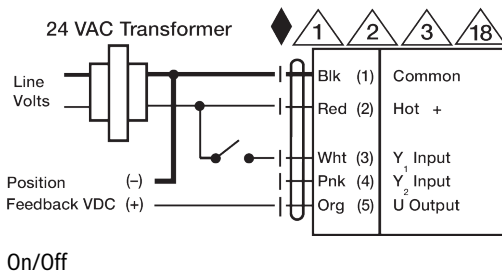 24 VAC Transformer
1 2 3 18
Line Volts
Blk (1) Common
Red (2) Hot +
Wht (3) Y1 Input
Pnk (4) Y2 Input
Org (5) U Output
Position (–)
Feedback VDC (+)
On/Off